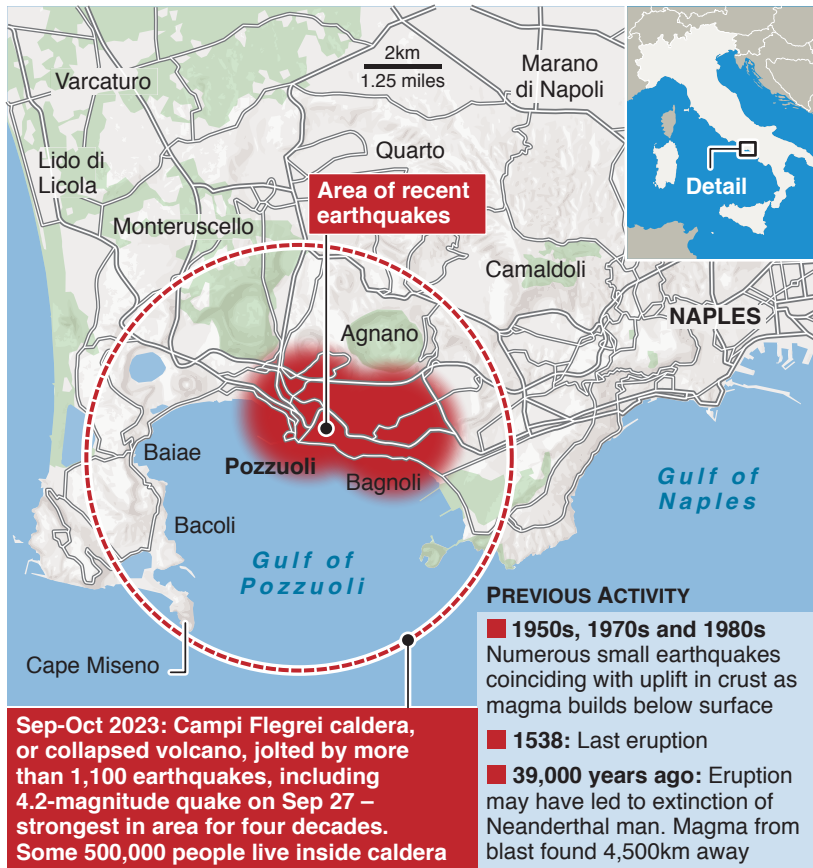 2km
1.25 miles
Varcaturo
Marano
di Napoli
Lido di
Licola
Quarto
Detail
Area of recent
earthquakes
Monteruscello
Camaldoli
NAPLES
Agnano
Baiae
Pozzuoli
Bagnoli
Gulf of
Naples
Bacoli
Gulf of
Pozzuoli
Cape Miseno
PREVIOUS ACTIVITY
1950s, 1970s and 1980s
Numerous small earthquakes
coinciding with uplift in crust as
magma builds below surface
1538: Last eruption
39,000 years ago: Eruption
may have led to extinction of
Neanderthal man. Magma from
blast found 4,500km away
Sep-Oct 2023: Campi Flegrei caldera,
or collapsed volcano, jolted by more
than 1,100 earthquakes, including
4.2-magnitude quake on Sep 27 –
strongest in area for four decades.
Some 500,000 people live inside caldera